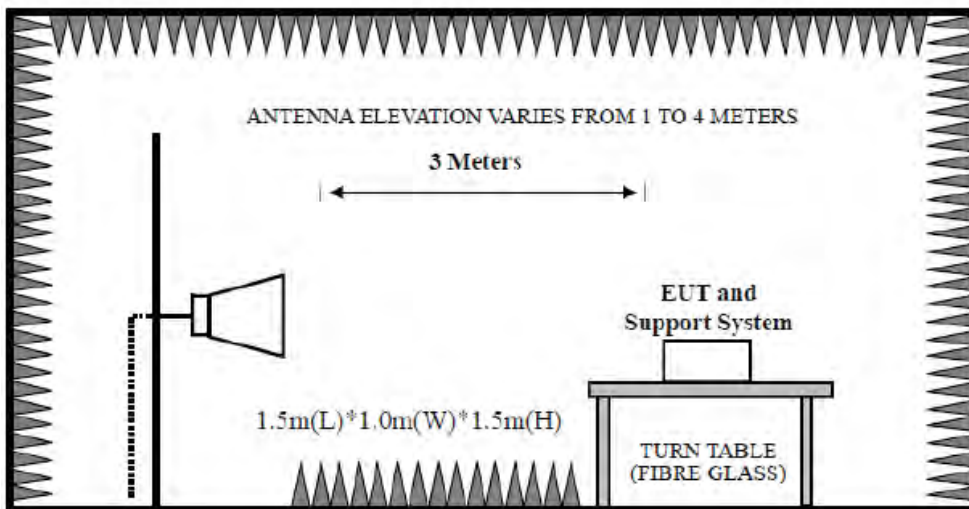 ANTENNA ELEVATION VARIES FROM 1 TO 4 METERS
3 Meters
EUT and
Support System
1.5m(L)*1.0m(W)*1.5m(H)
TURN TABLE
(FIBRE GLASS)